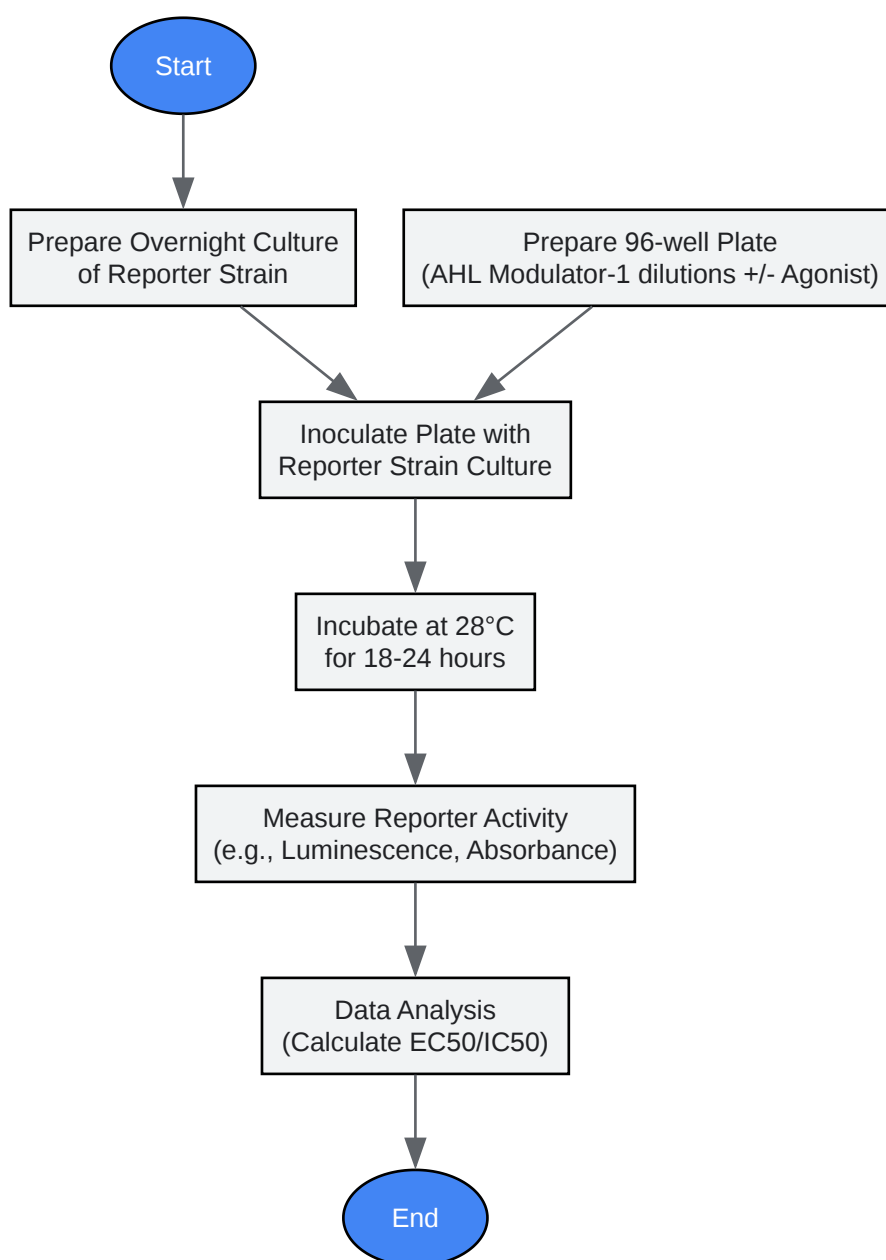 Start
Prepare Overnight Culture
of Reporter Strain
Prepare 96-well Plate
(AHL Modulator-1 dilutions +/- Agonist)
Inoculate Plate with
Reporter Strain Culture
Incubate at 28°C
for 18-24 hours
Measure Reporter Activity
(e.g., Luminescence, Absorbance)
Data Analysis
(Calculate EC50/IC50)
End